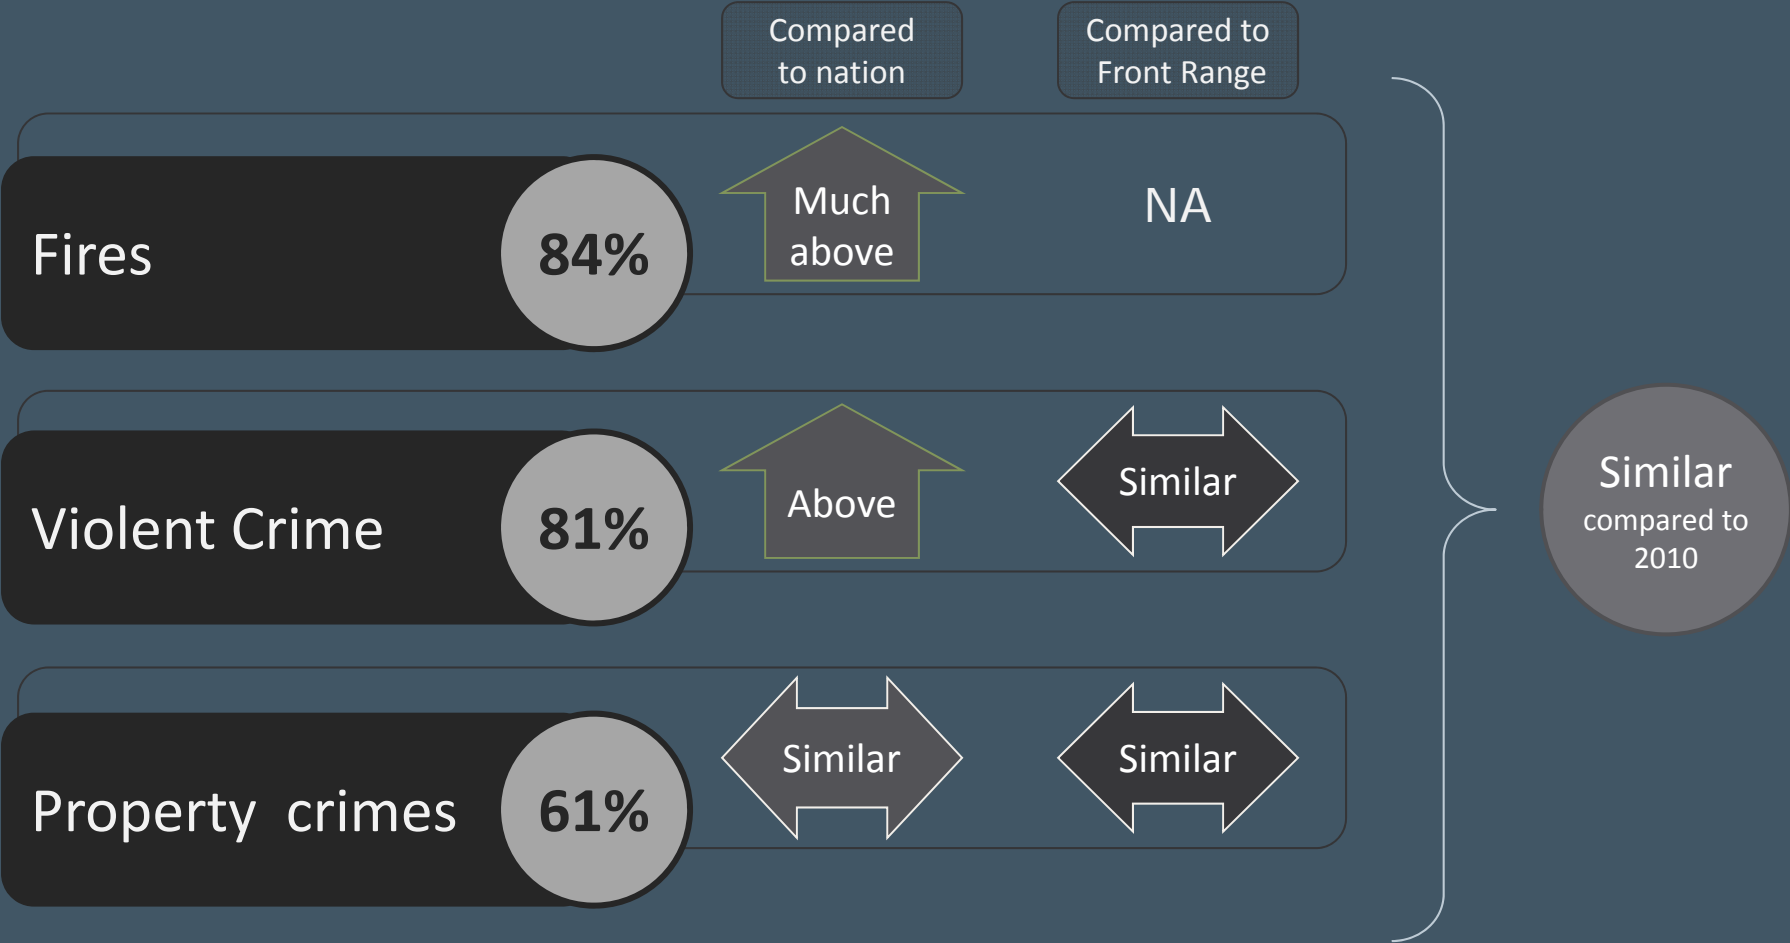 Compared
to nation
Compared to
Front Range
Fires
84%
Much
above
NA
Violent Crime
81%
Above
Similar
Property crimes
61%
Similar
Similar
Similar
compared to
2010